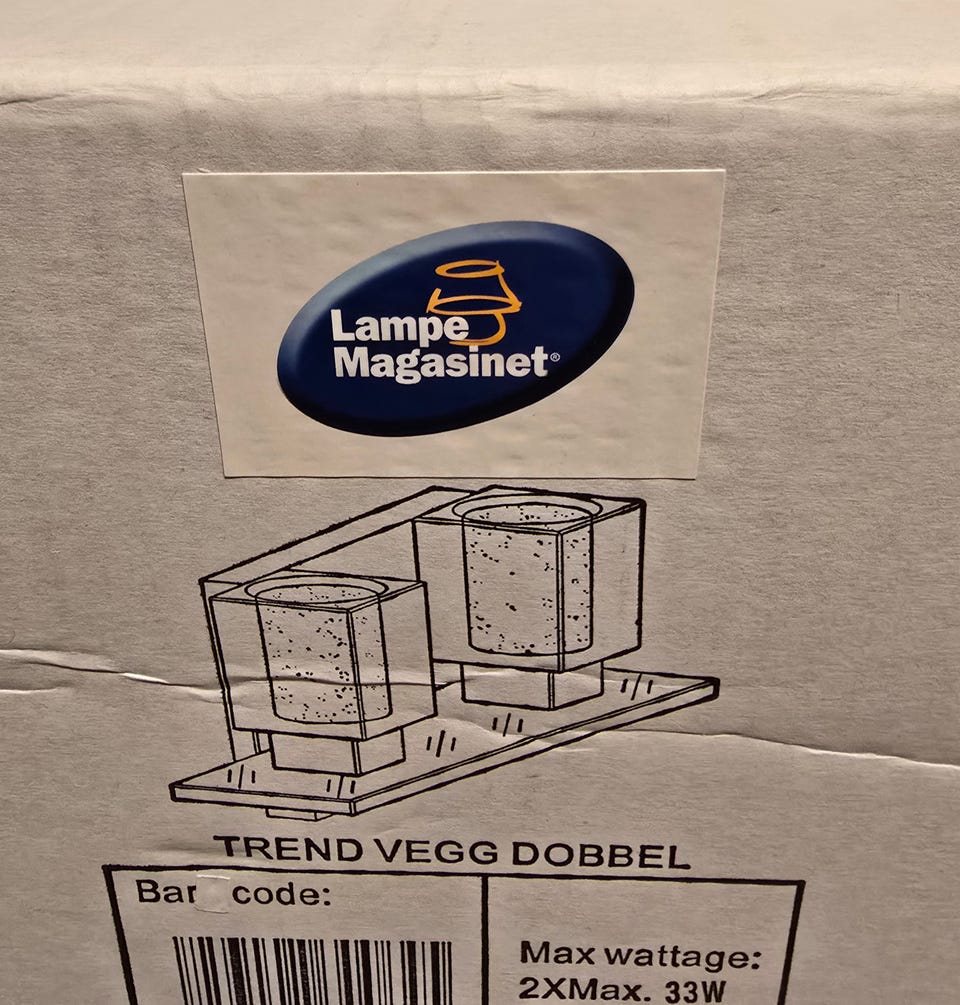 Lampe
Magasinet®
TREND VEGG DOBBEL
Bar code:
Max wattage:
2XMax. 33W